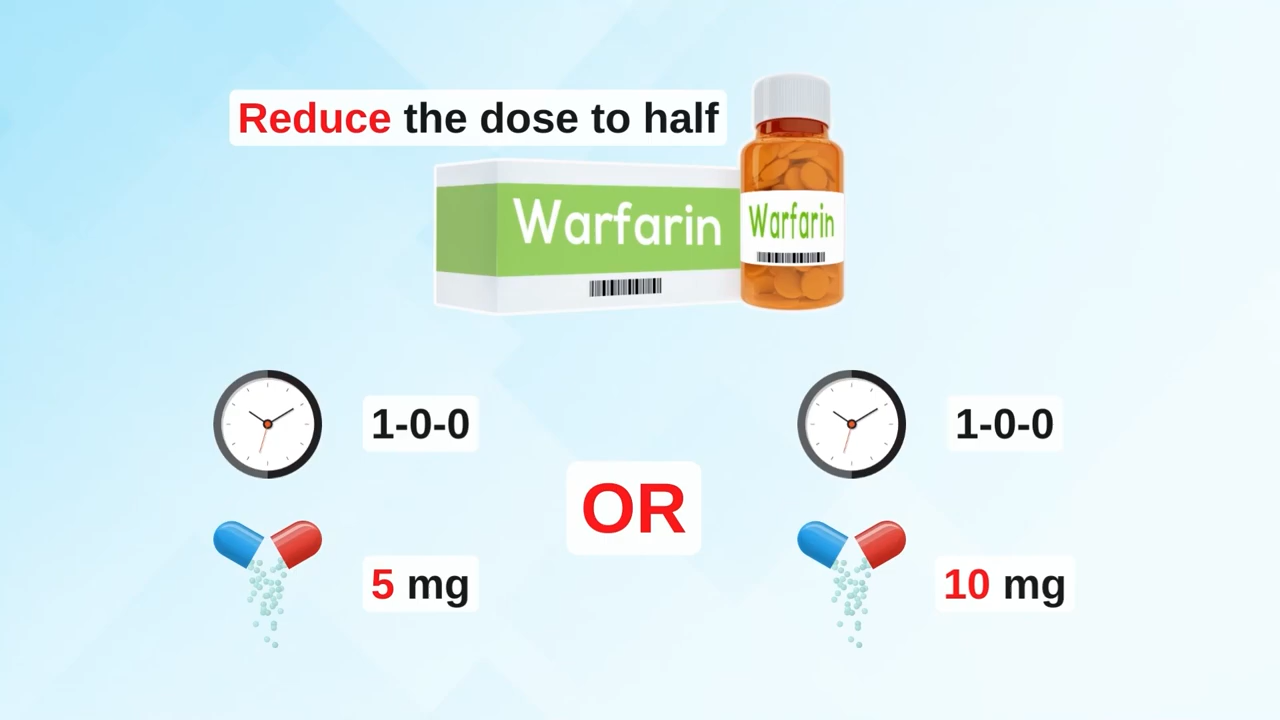 Reduce the dose to half
Warfarin
Warfarin
1-0-0
1-0-0
OR
5 mg
10 mg